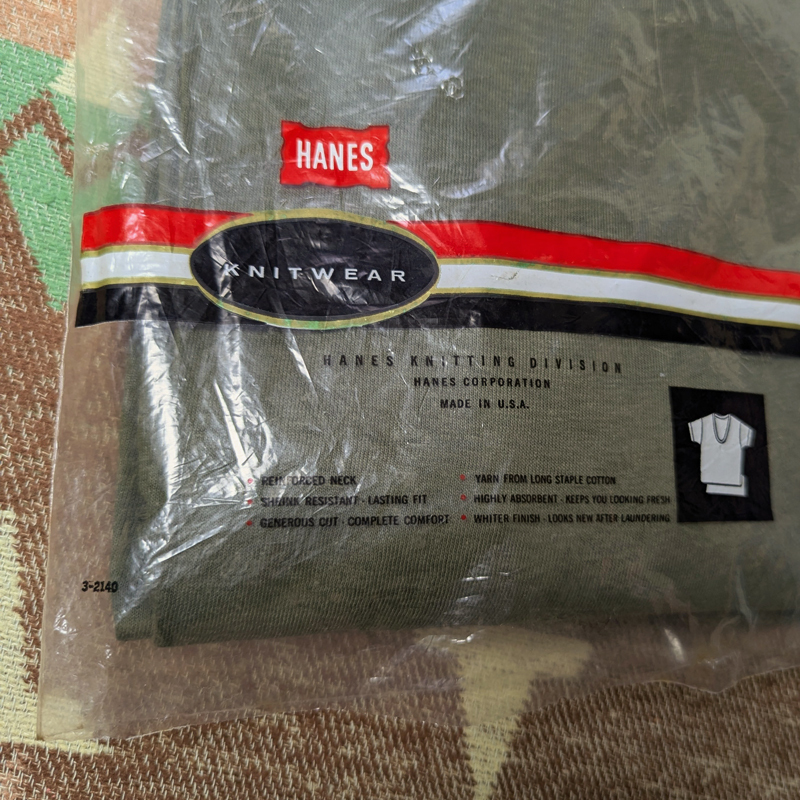 HANES
KNITWEAR
HANES KNITTING DIVISION
HANES CORPORATION
MADE IN U.S.A.
REINFORCED NECK
SHRINK RESISTANT - LASTING FIT
GENEROUS CUT - COMPLETE COMFORT
YARN FROM LONG STAPLE COTTON
HIGHLY ABSORBENT - KEEPS YOU LOOKING FRESH
WHITER FINISH - LOOKS NEW AFTER LAUNDERING
3-2140